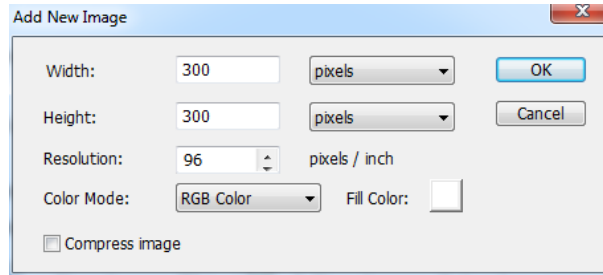 Add New Image
Width: 300 pixels OK
Height: 300 pixels Cancel
Resolution: 96 pixels / inch
Color Mode: RGB Color Fill Color:
Compress image